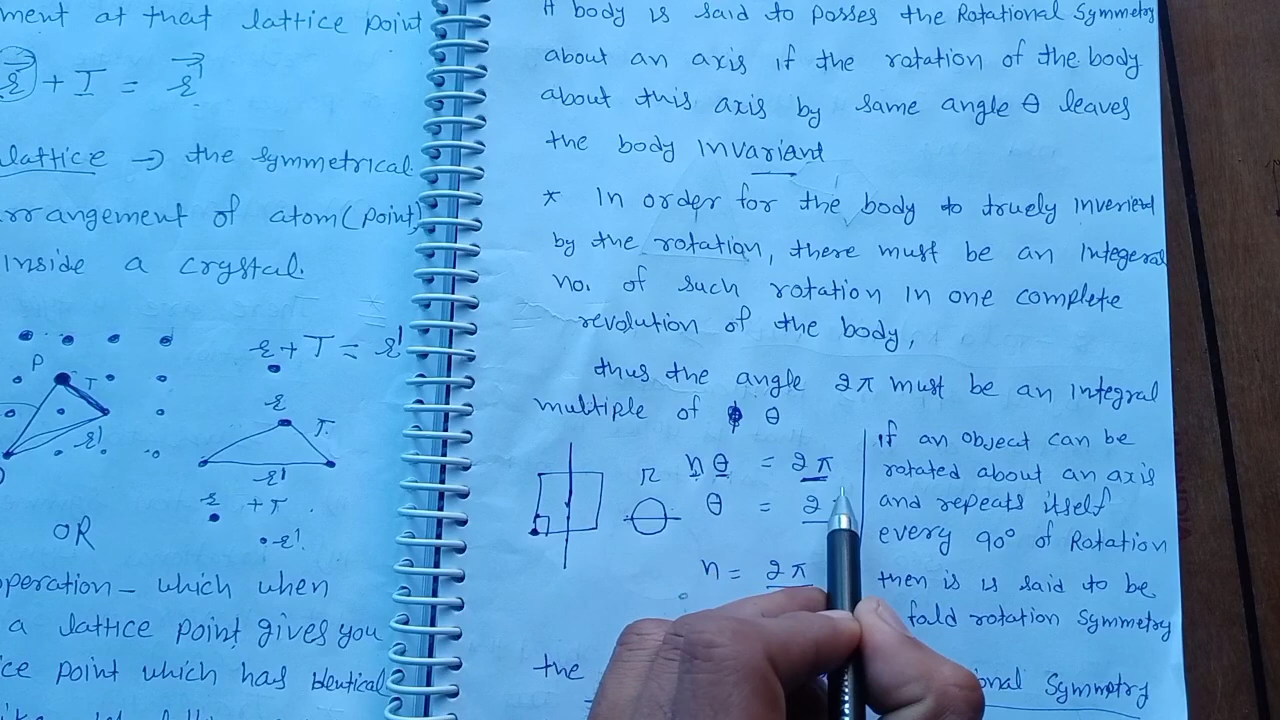 ment at that lattice point
r + T = r'
lattice → the symmetrical
rrangement of atom (point)
inside a crystal.
P
T
r'
r + T = r'
r
T
r'
r + T
r'
OR
operation - which when
a lattice point gives you
ce point which has identical
A body is said to posses the Rotational Symmetry
about an axis if the rotation of the body
about this axis by same angle θ leaves
the body invariant
* In order for the body to truely inverient
by the rotation, there must be an Integeral
no. of such rotation in one complete
revolution of the body,
thus the angle 2π must be an integral
multiple of θ
nθ = 2π
θ = 2
n = 2π
if an object can be
rotated about an axis
and repeats itself
every 90° of Rotation
then is is said to be
fold rotation symmetry
the
onal Symmetry